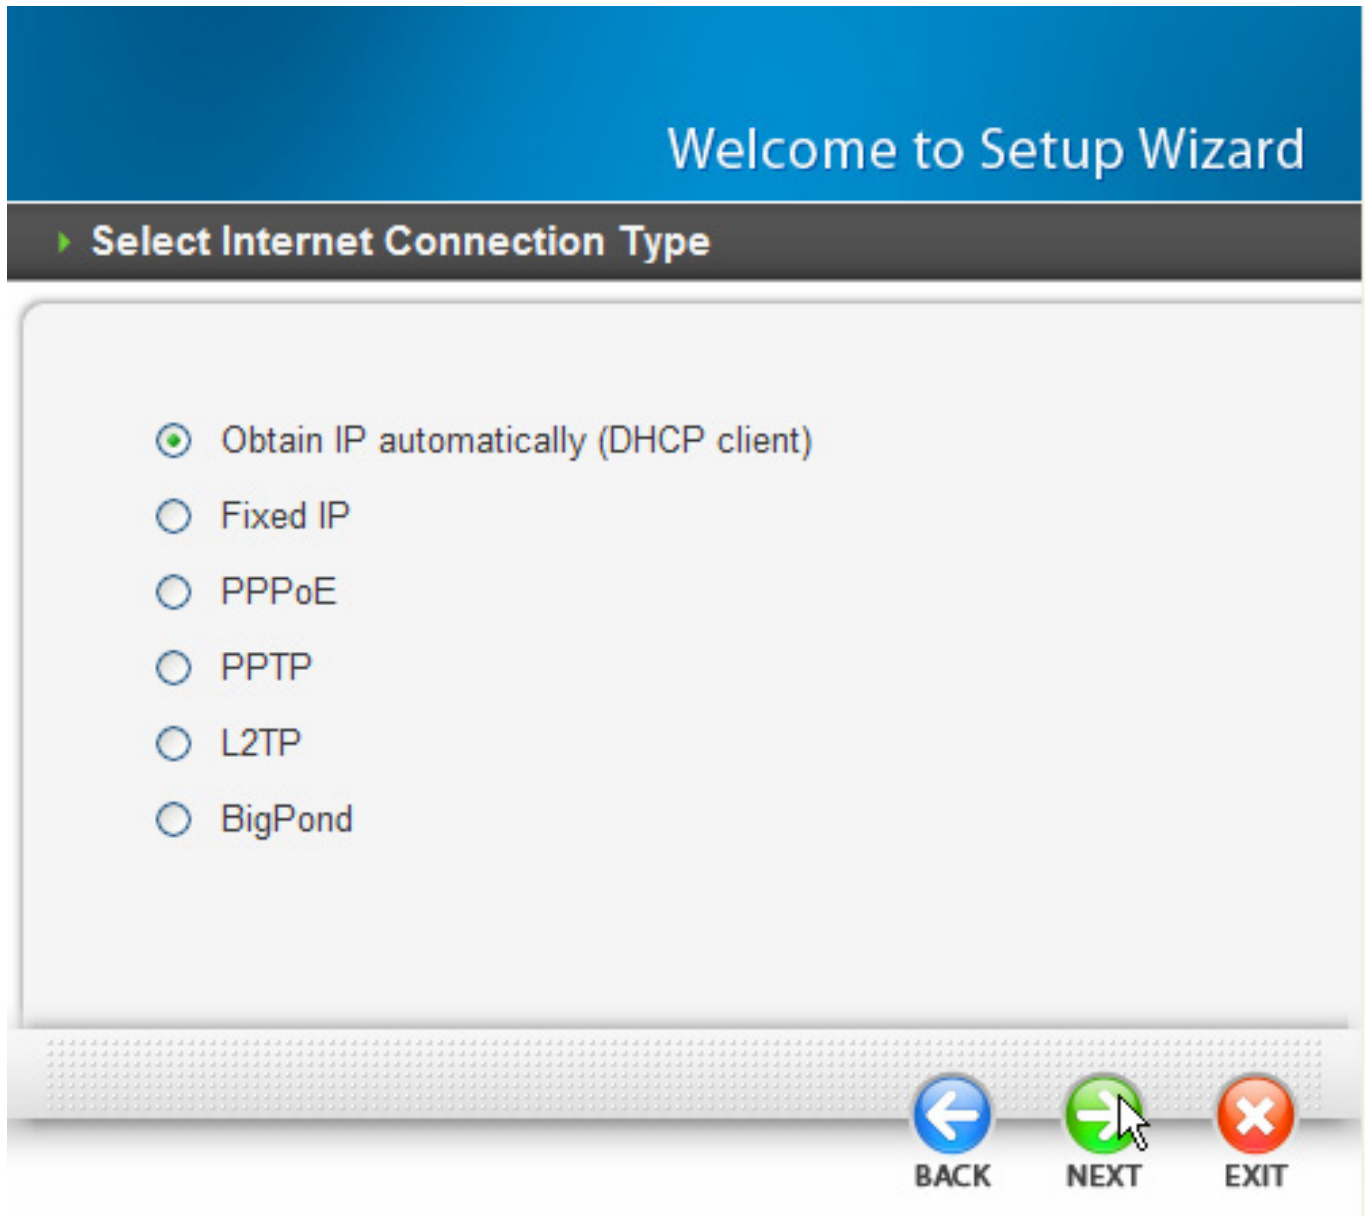 Welcome to Setup Wizard
Select Internet Connection Type
Obtain IP automatically (DHCP client)
Fixed IP
PPPoE
PPTP
L2TP
BigPond
BACK NEXT EXIT